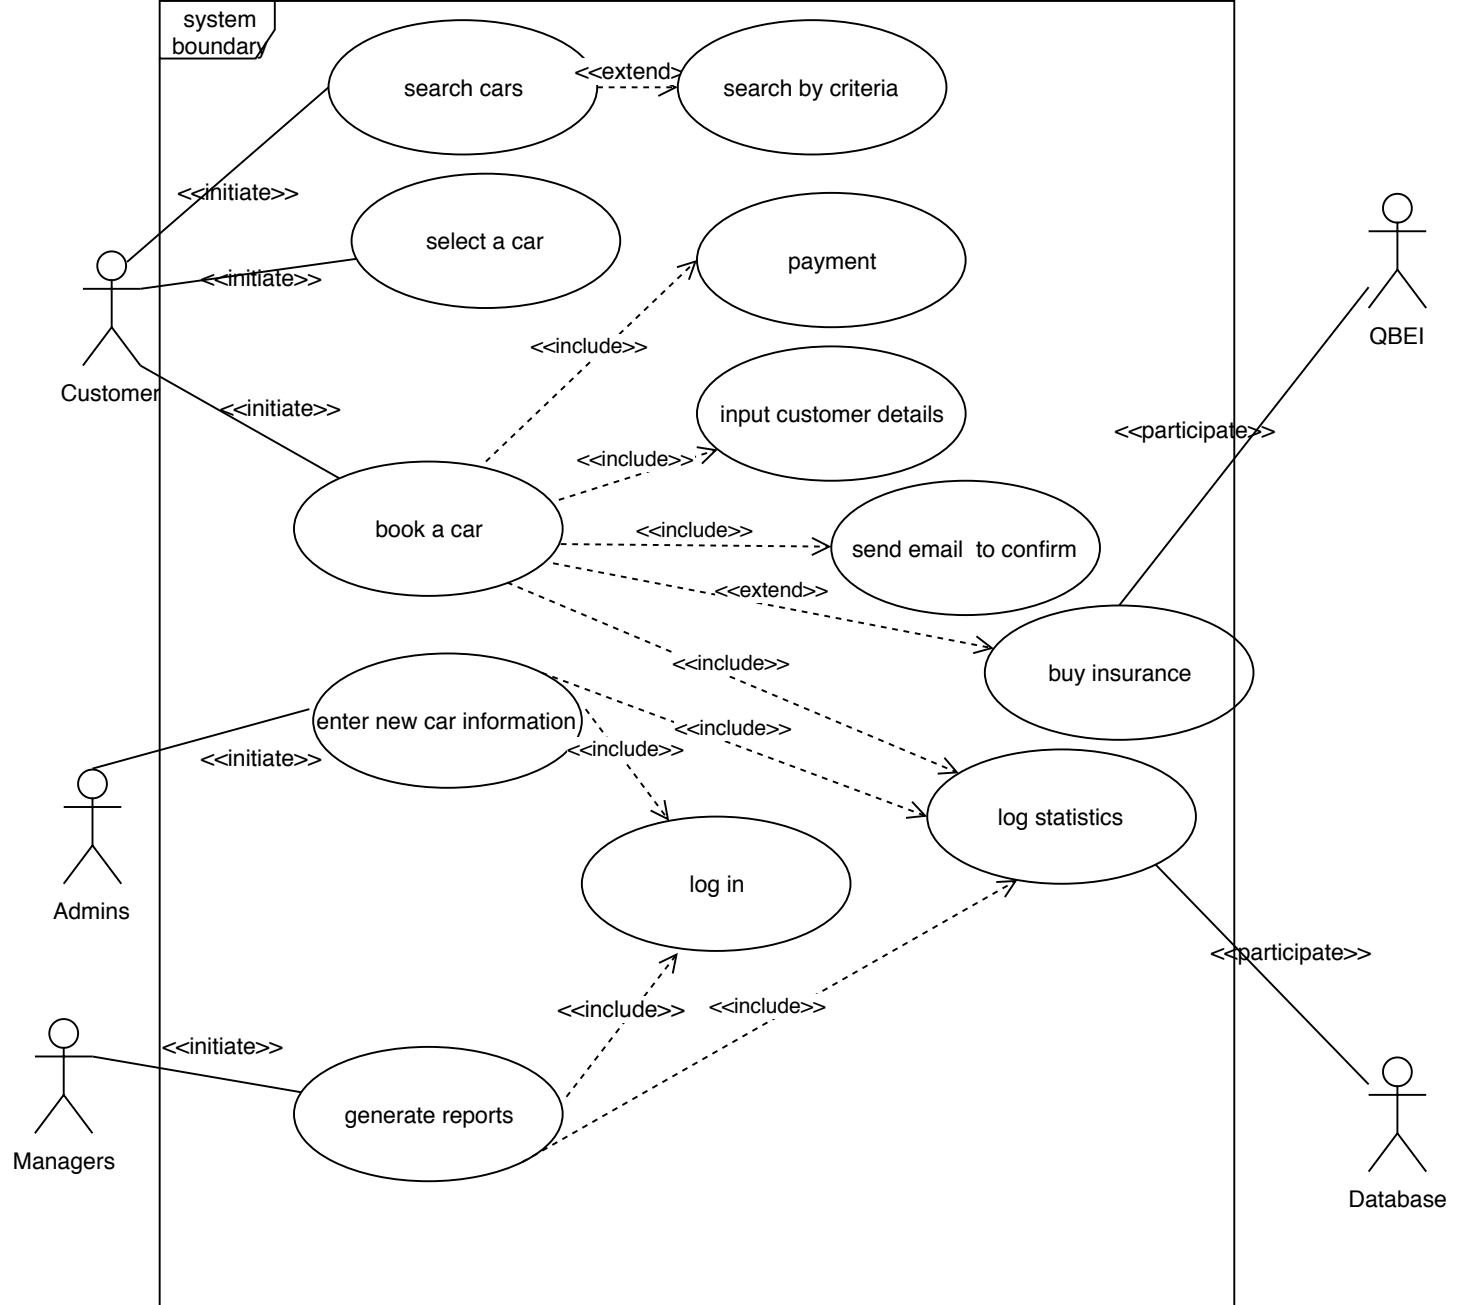 system
boundary
search cars
<<extend>
search by criteria
<<initiate>>
select a car
<<initiate>>
payment
QBEI
<<include>>
Customer
<<initiate>>
input customer details
<<participate>>
<<include>>
book a car
<<include>>
send email  to confirm
<<extend>>
<<include>>
buy insurance
enter new car information
<<include>>
<<include>>
<<initiate>>
log statistics
log in
Admins
<<participate>>
<<include>>
<<include>>
<<initiate>>
generate reports
Managers
Database